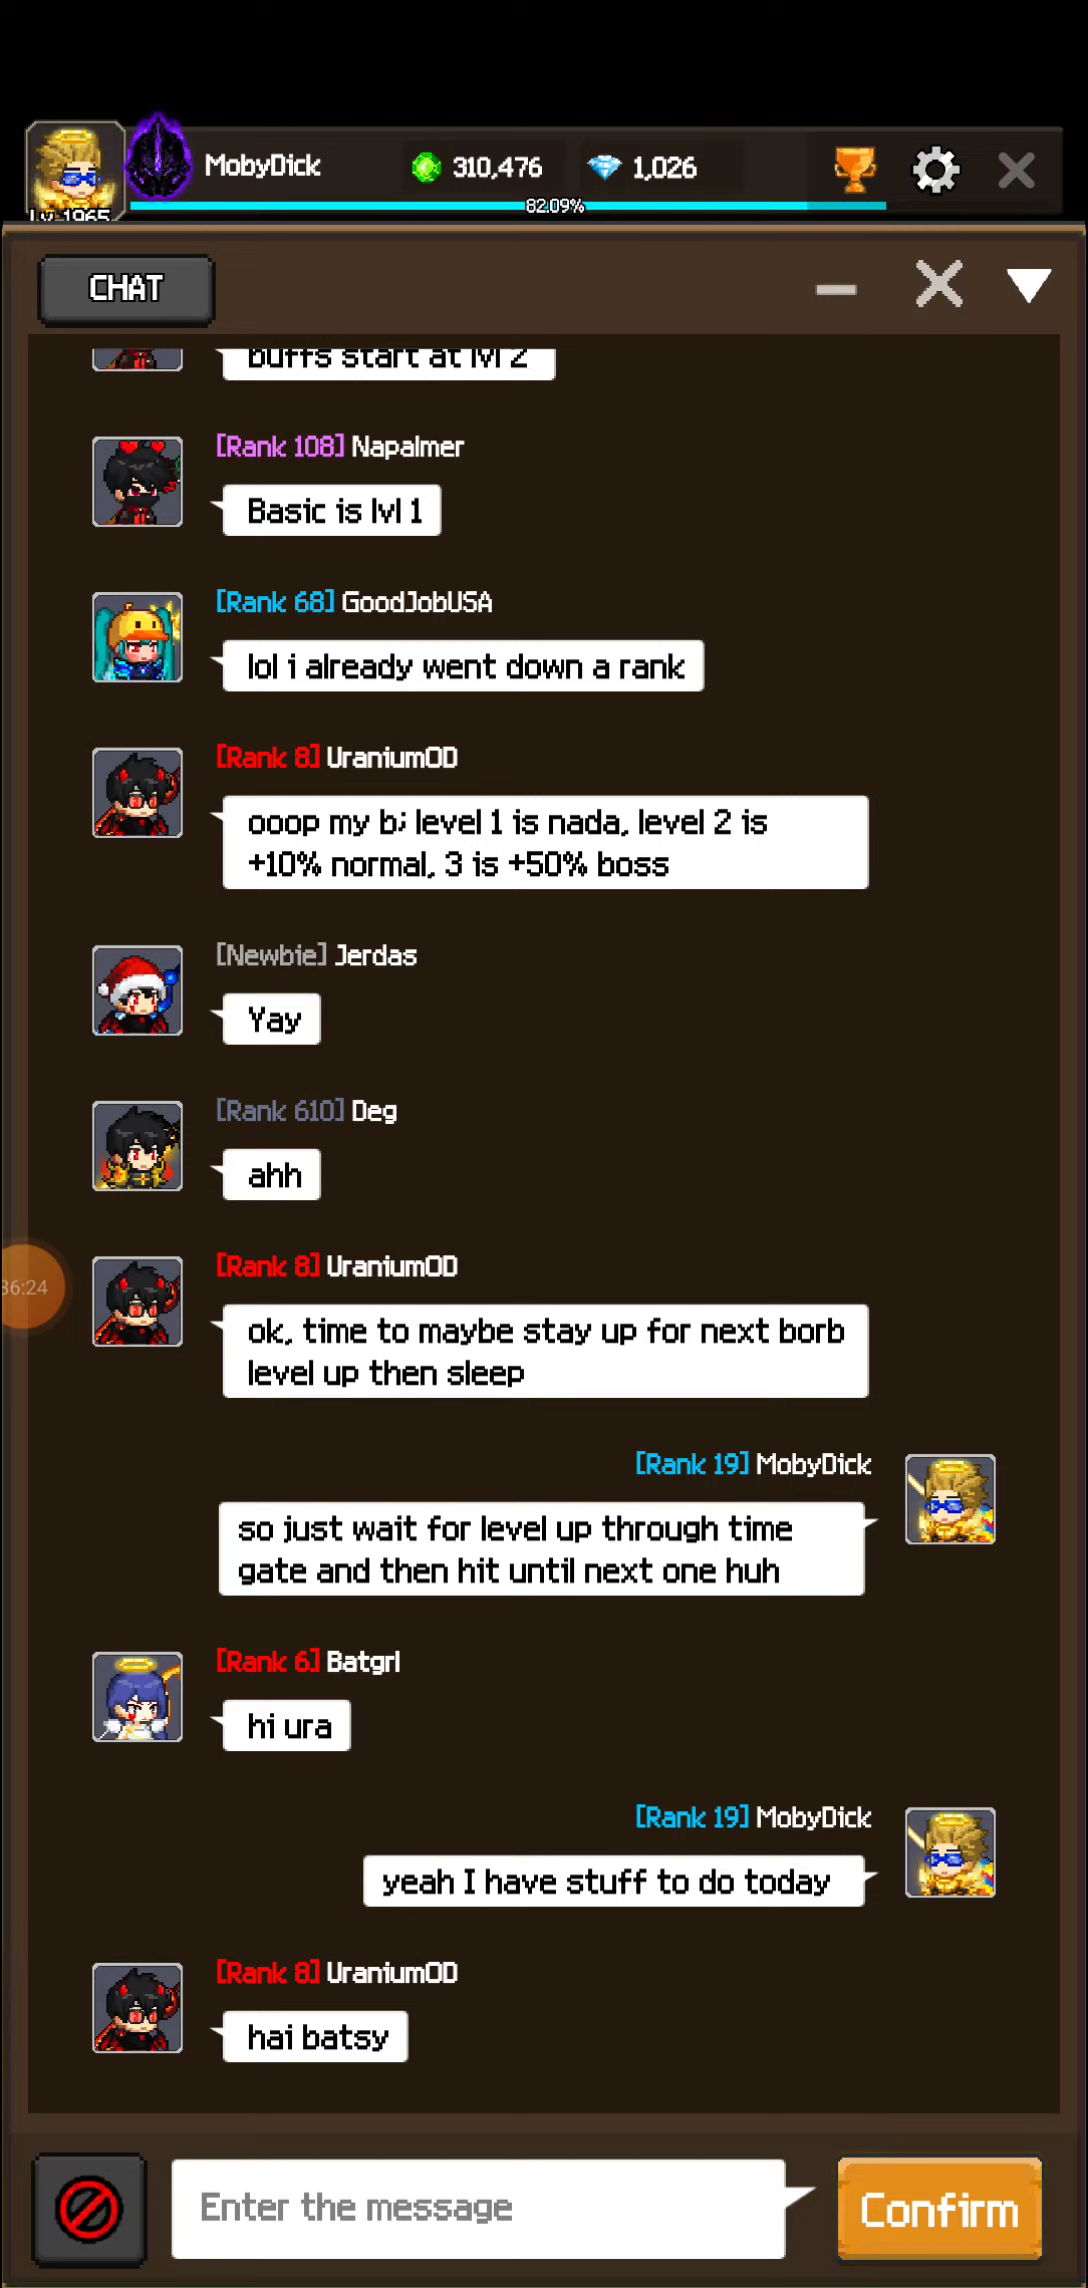 MobyDick
310,476
1,026
Lv.1965
82.09%
CHAT
buffs start at lvl 2
[Rank 108] Napalmer
Basic is lvl 1
[Rank 68] GoodJobUSA
lol i already went down a rank
[Rank 8] UraniumOD
ooop my b; level 1 is nada, level 2 is
+10% normal, 3 is +50% boss
[Newbie] Jerdas
Yay
[Rank 610] Deg
ahh
36:24
[Rank 8] UraniumOD
ok, time to maybe stay up for next borb
level up then sleep
[Rank 19] MobyDick
so just wait for level up through time
gate and then hit until next one huh
[Rank 6] Batgrl
hi ura
[Rank 19] MobyDick
yeah I have stuff to do today
[Rank 8] UraniumOD
hai batsy
Enter the message
Confirm